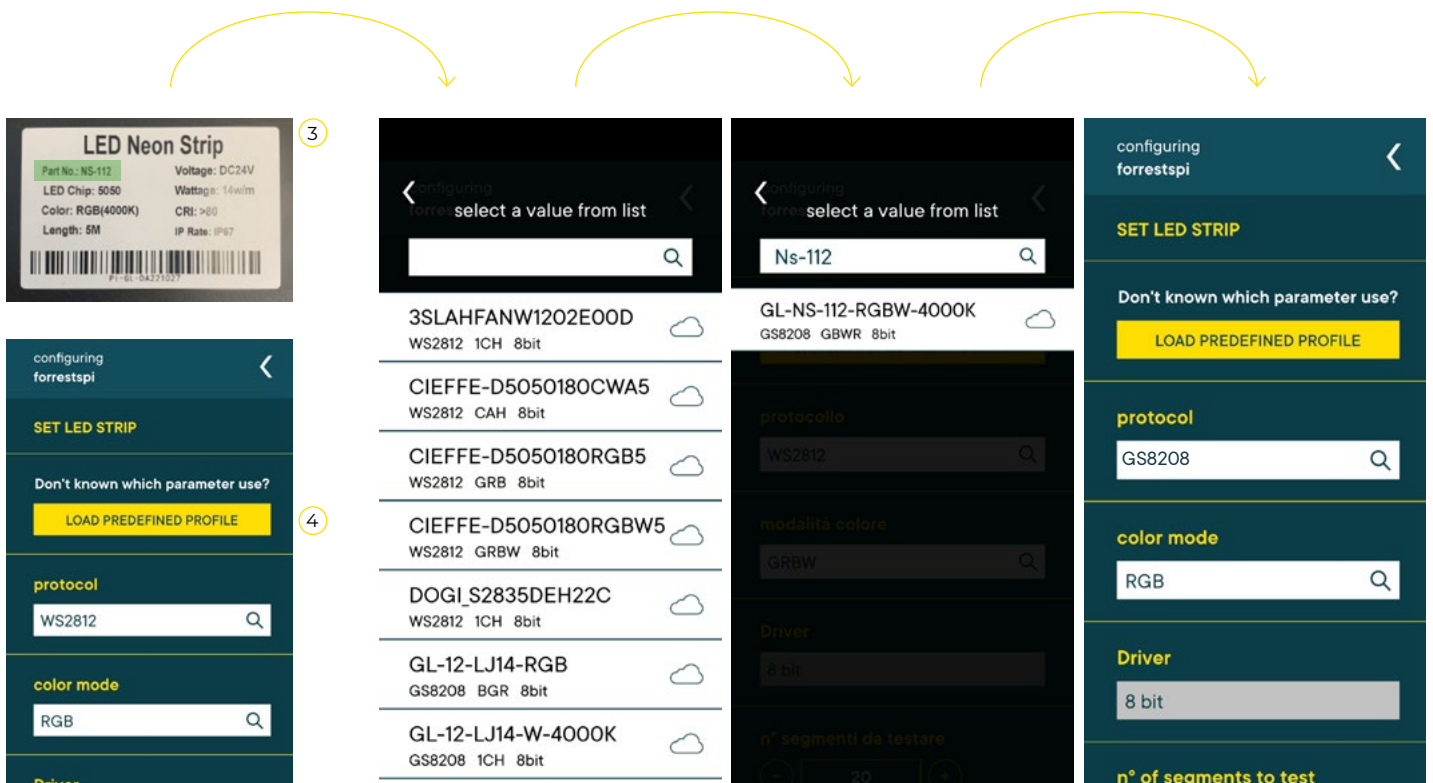 3
LED Neon Strip
Part No.: NS-112
Voltage: DC24V
LED Chip: 5050
Wattage: 14w/m
Color: RGB(4000K)
CRI: >80
Length: 5M
IP Rate: IP67
PI-GL-DA221027
configuring
forrestspi
SET LED STRIP
Don't known which parameter use?
LOAD PREDEFINED PROFILE
4
protocol
WS2812
color mode
RGB
Driver
configuring
select a value from list
3SLAHFANW1202E00D
WS2812 1CH 8bit
CIEFFE-D5050180CWA5
WS2812 CAH 8bit
CIEFFE-D5050180RGB5
WS2812 GRB 8bit
CIEFFE-D5050180RGBW5
WS2812 GRBW 8bit
DOGI_S2835DEH22C
WS2812 1CH 8bit
GL-12-LJ14-RGB
GS8208 BGR 8bit
GL-12-LJ14-W-4000K
GS8208 1CH 8bit
configuring
select a value from list
Ns-112
GL-NS-112-RGBW-4000K
GS8208 GBWR 8bit
protocollo
WS2812
modalità colore
GRBW
Driver
8 bit
n° segmenti da testare
20
configuring
forrestspi
SET LED STRIP
Don't known which parameter use?
LOAD PREDEFINED PROFILE
protocol
GS8208
color mode
RGB
Driver
8 bit
n° of segments to test